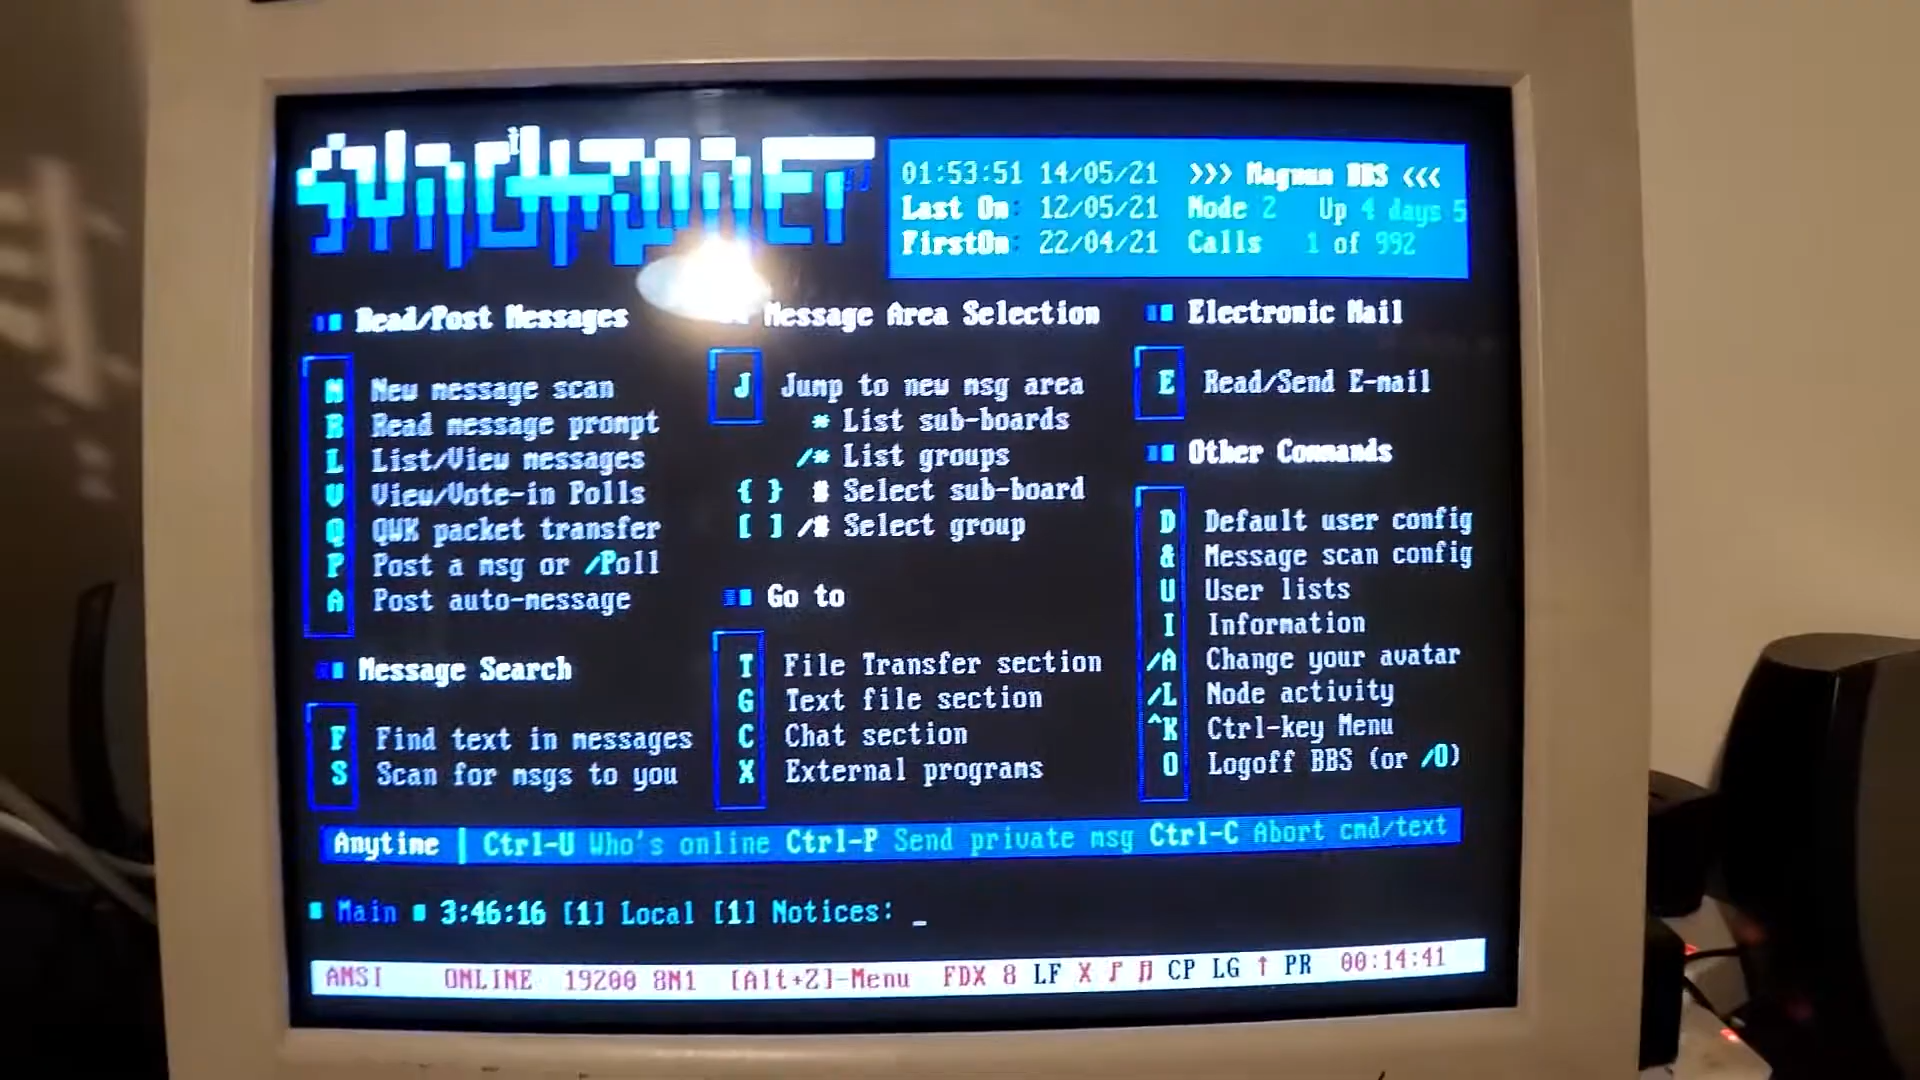 Synchronet
01:53:51 14/05/21 >>> Magnum BBS <<<
Last On: 12/05/21 Node 2 Up 4 days 5
FirstOn: 22/04/21 Calls 1 of 992
Read/Post Messages
N New message scan
R Read message prompt
L List/View messages
V View/Vote-in Polls
Q QWK packet transfer
P Post a msg or /Poll
A Post auto-message
Message Search
F Find text in messages
S Scan for msgs to you
Message Area Selection
J Jump to new msg area
* List sub-boards
/* List groups
{ } # Select sub-board
[ ] /# Select group
Go to
T File Transfer section
G Text file section
C Chat section
X External programs
Electronic Mail
E Read/Send E-mail
Other Commands
D Default user config
& Message scan config
U User lists
I Information
/A Change your avatar
/L Node activity
^K Ctrl-key Menu
O Logoff BBS (or /O)
Anytime | Ctrl-U Who's online Ctrl-P Send private msg Ctrl-C Abort cmd/text
Main 3:46:16 [1] Local [1] Notices: _
ANSI ONLINE 19200 8N1 [Alt+Z]-Menu FDX 8 LF X ♪ ♫ CP LG ↑ PR 00:14:41